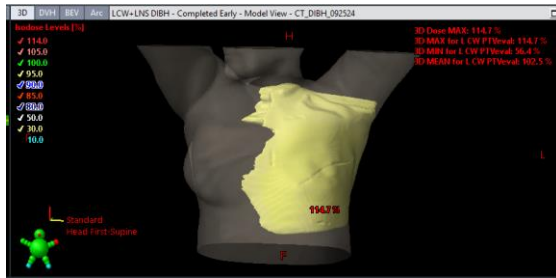 3D DVH BEV Arc LCW+LNS DIBH - Completed Early - Model View - CT_DIBH_092524
Isodose Levels [%]
114.0
105.0
100.0
95.0
90.0
85.0
80.0
50.0
30.0
10.0
H
3D Dose MAX: 114.7 %
3D MAX for L CW PTVeval: 114.7 %
3D MIN for L CW PTVeval: 56.4 %
3D MEAN for L CW PTVeval: 102.5 %
L
114.7 %
Standard
Head First-Supine
F